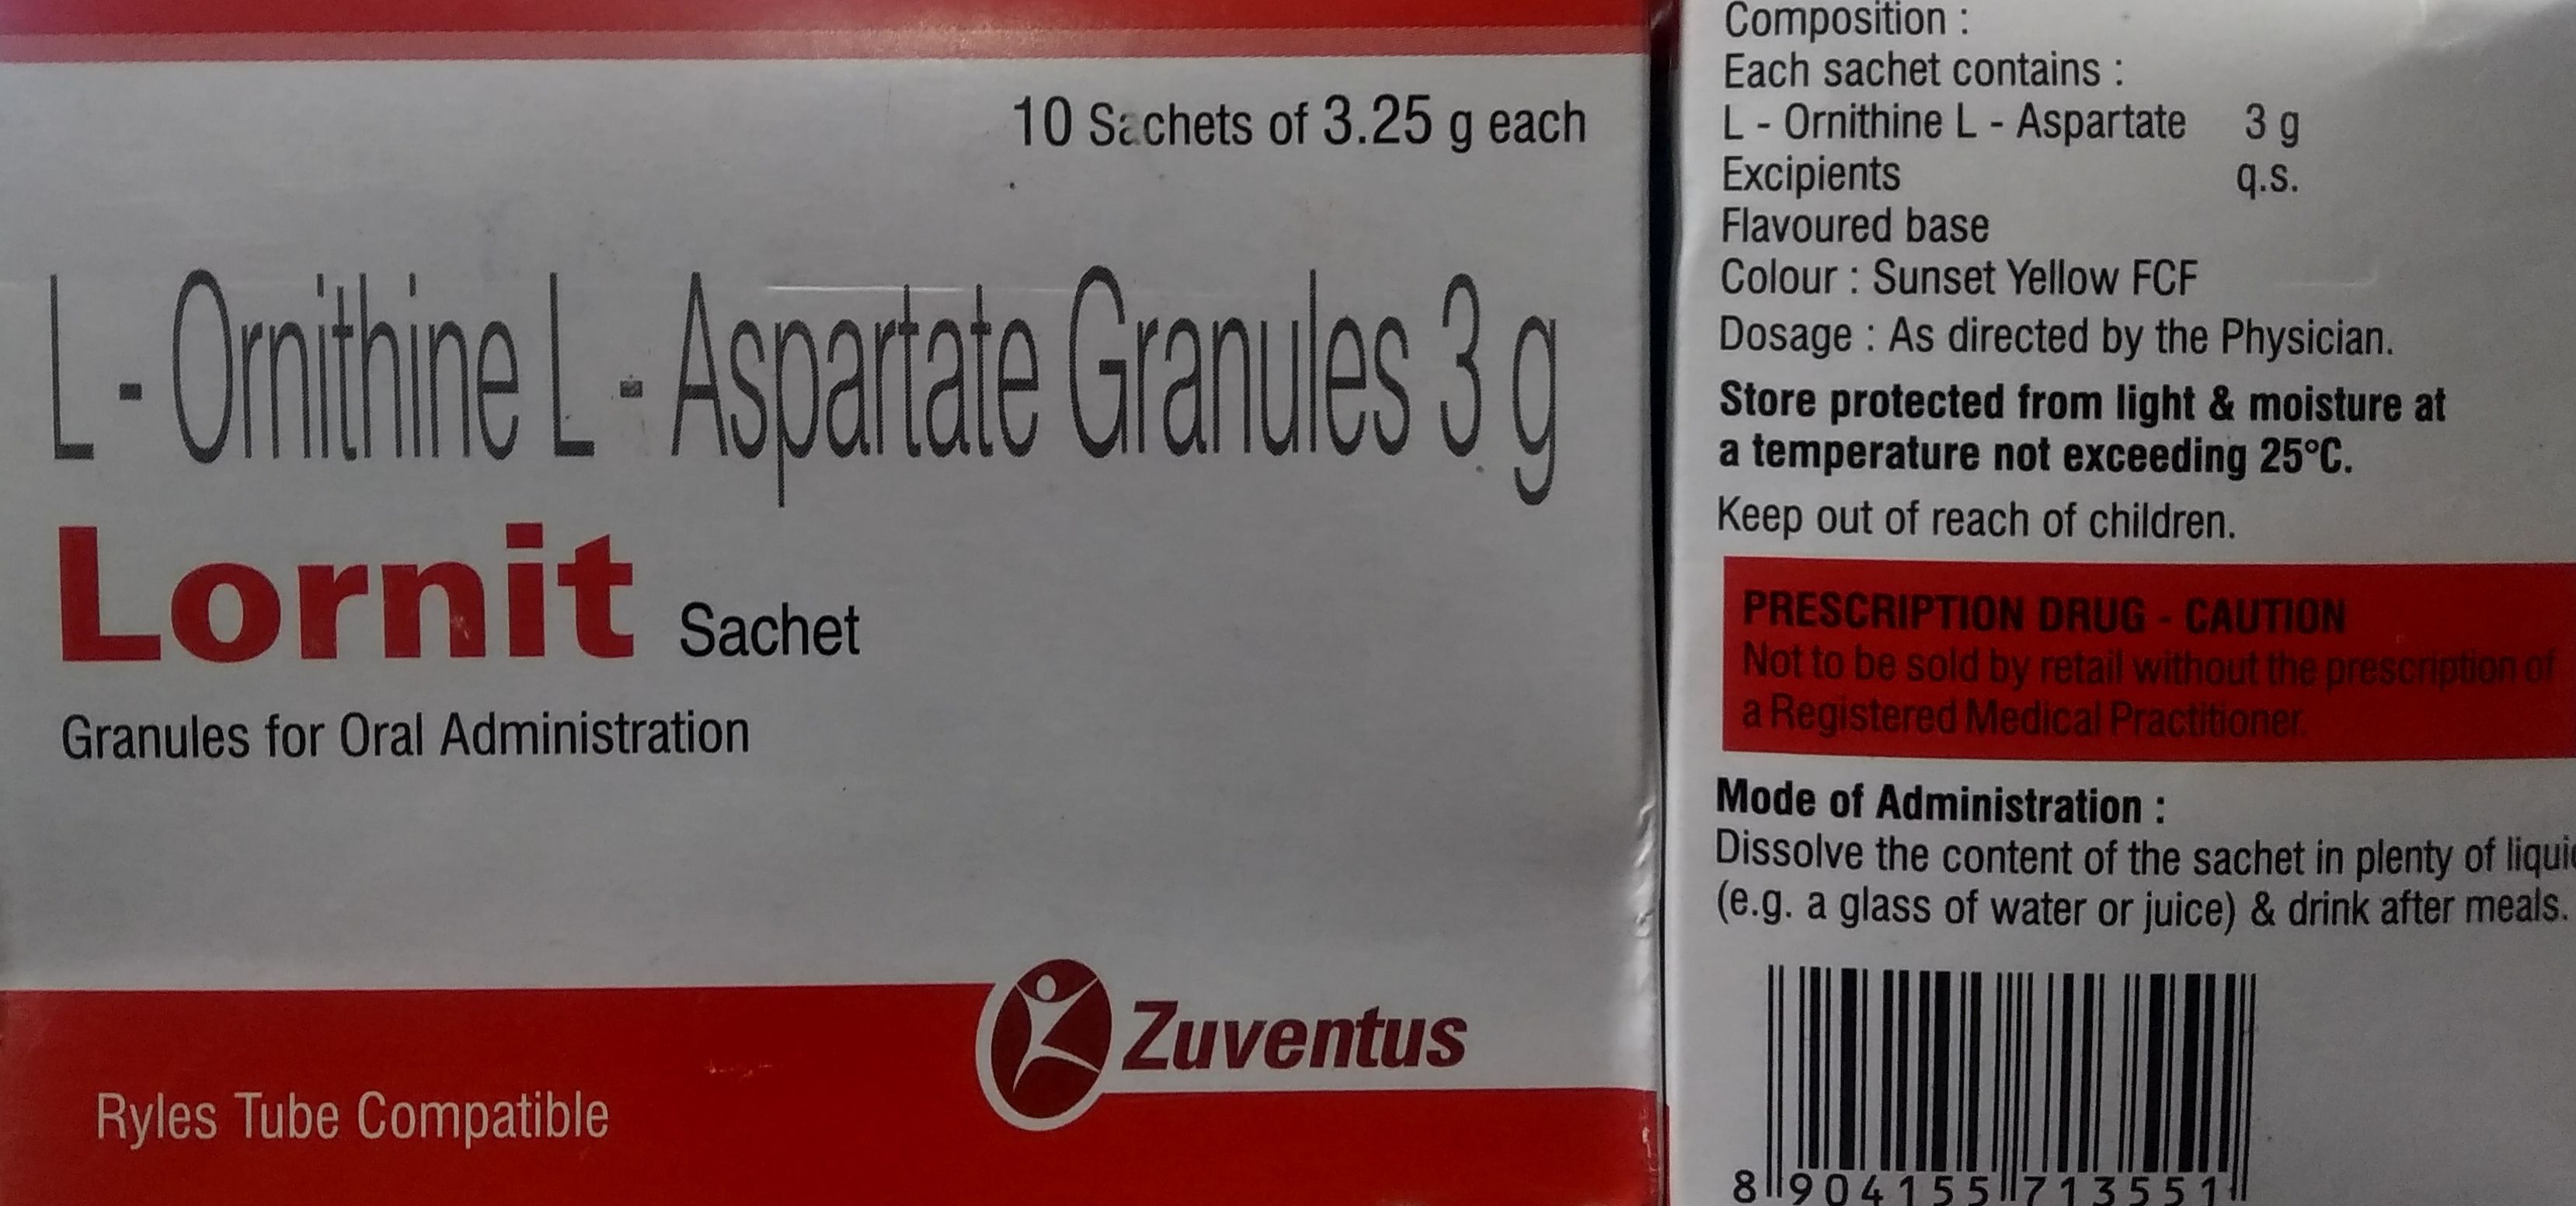 10 Sachets of 3.25 g each
L - Ornithine L - Aspartate Granules 3 g
Lornit Sachet
Granules for Oral Administration
Zuventus
Ryles Tube Compatible
Composition :
Each sachet contains :
L - Ornithine L - Aspartate 3 g
Excipients q.s.
Flavoured base
Colour : Sunset Yellow FCF
Dosage : As directed by the Physician.
Store protected from light & moisture at
a temperature not exceeding 25°C.
Keep out of reach of children.
PRESCRIPTION DRUG - CAUTION
Not to be sold by retail without the prescription of
a Registered Medical Practitioner.
Mode of Administration :
Dissolve the content of the sachet in plenty of liqui
(e.g. a glass of water or juice) & drink after meals.
8 904155 713551